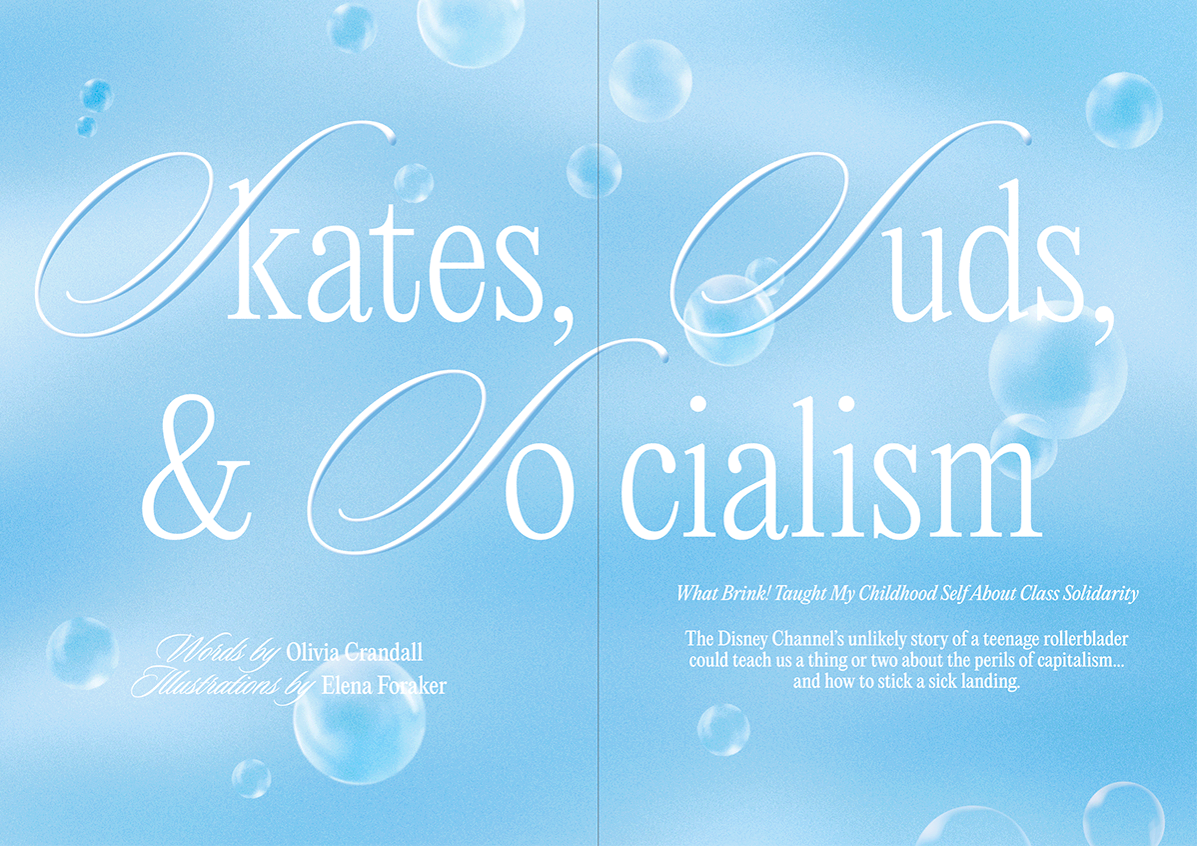 Skates, Suds,
& Socialism
What Brink! Taught My Childhood Self About Class Solidarity
The Disney Channel's unlikely story of a teenage rollerblader
could teach us a thing or two about the perils of capitalism...
and how to stick a sick landing.
Words by Olivia Crandall
Illustrations by Elena Foraker